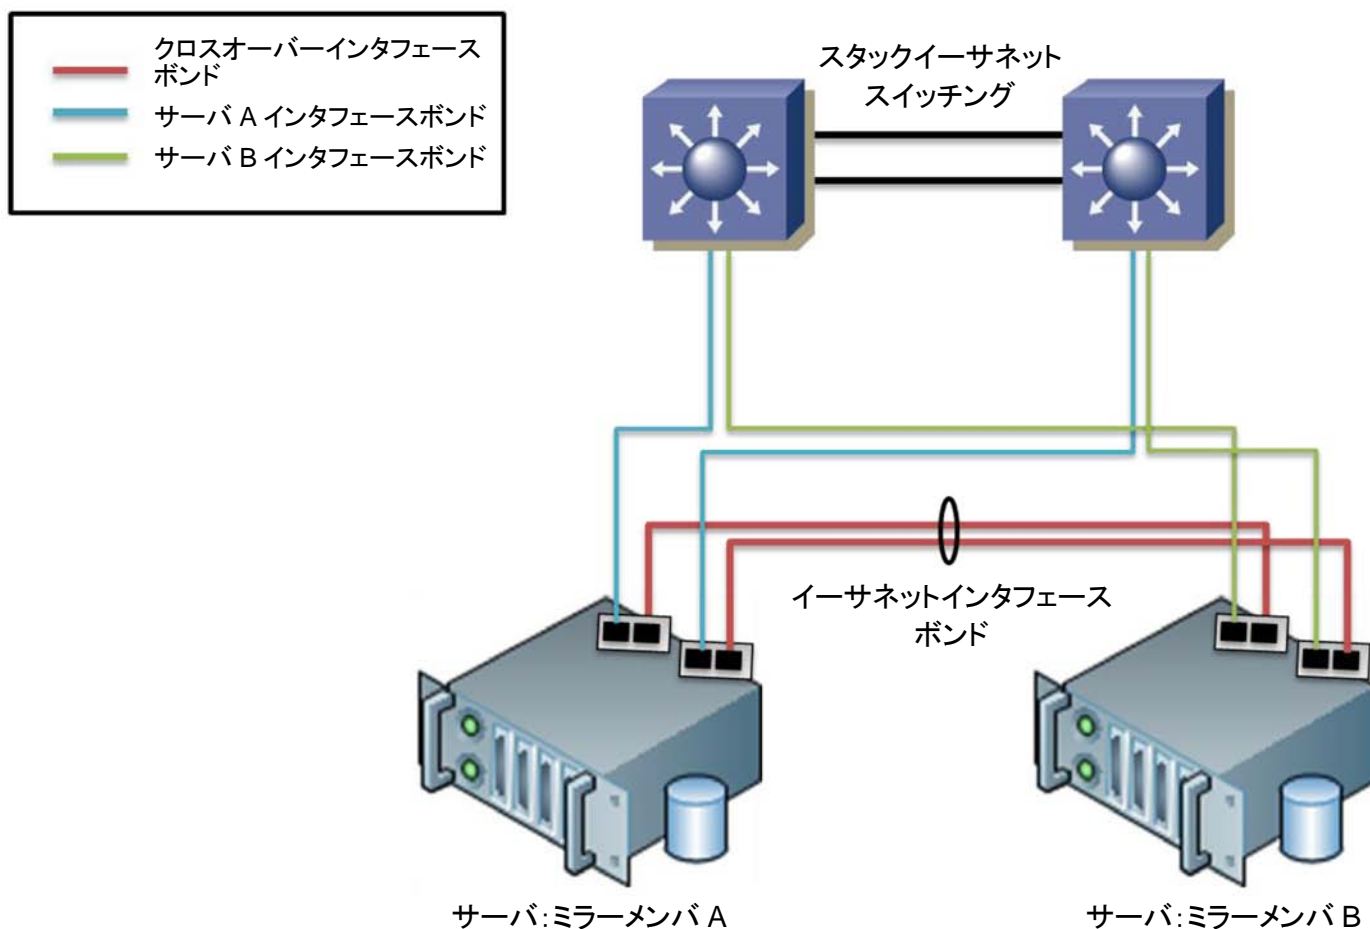 クロスオーバーインタフェース
ボンド
サーバ A インタフェースボンド
サーバ B インタフェースボンド
スタックイーサネット
スイッチング
イーサネットインタフェース
ボンド
サーバ：ミラーメンバ A
サーバ：ミラーメンバ B